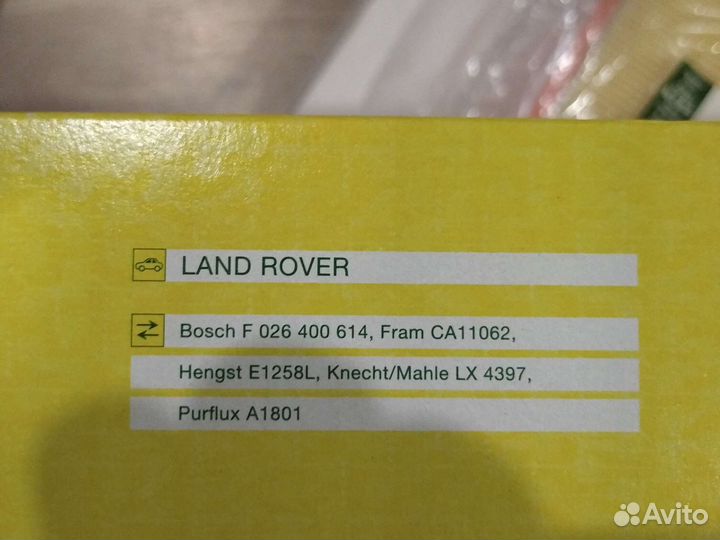 LAND ROVER
Bosch F 026 400 614, Fram CA11062,
Hengst E1258L, Knecht/Mahle LX 4397,
Purflux A1801
Avito